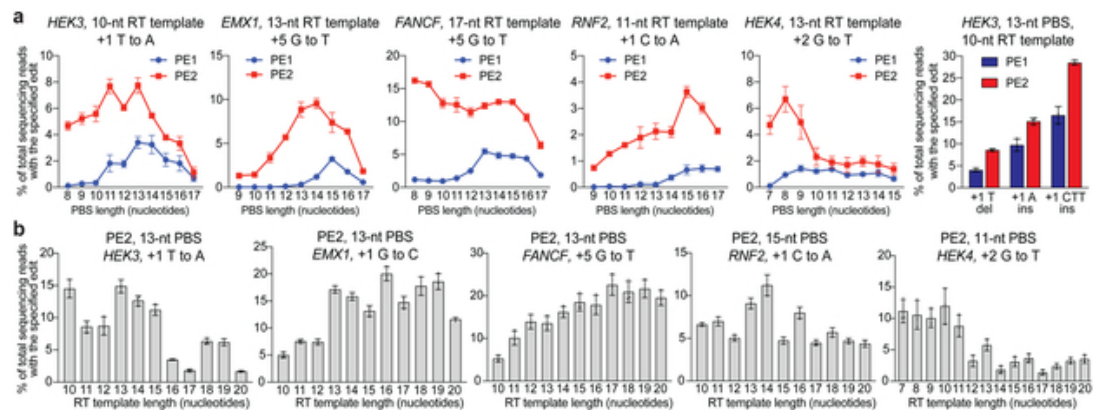 a
HEK3, 10-nt RT template
+1 T to A
EMX1, 13-nt RT template
+5 G to T
FANCF, 17-nt RT template
+5 G to T
RNF2, 11-nt RT template
+1 C to A
HEK4, 13-nt RT template
+2 G to T
HEK3, 13-nt PBS,
10-nt RT template
% of total sequencing reads
with the specified edit
10
8
6
4
2
0
PE1
PE2
8 9 10 11 12 13 14 15 16 17
PBS length (nucleotides)
15
10
5
0
PE1
PE2
8 9 10 11 12 13 14 15 16 17
PBS length (nucleotides)
20
15
10
5
0
PE1
PE2
8 9 10 11 12 13 14 15 16 17
PBS length (nucleotides)
6
4
2
0
PE1
PE2
8 9 10 11 12 13 14 15 16 17
PBS length (nucleotides)
10
8
6
4
2
0
PE1
PE2
7 8 9 10 11 12 13 14 15
PBS length (nucleotides)
30
20
10
0
PE1
PE2
+1 T
del
+1 A
ins
+1 CTT
ins
b
PE2, 13-nt PBS
HEK3, +1 T to A
PE2, 13-nt PBS
EMX1, +1 G to C
PE2, 13-nt PBS
FANCF, +5 G to T
PE2, 15-nt PBS
RNF2, +1 C to A
PE2, 11-nt PBS
HEK4, +2 G to T
% of total sequencing reads
with the specified edit
20
15
10
5
0
10 11 12 13 14 15 16 17 18 19 20
RT template length (nucleotides)
25
20
15
10
5
0
10 11 12 13 14 15 16 17 18 19 20
RT template length (nucleotides)
30
20
10
0
10 11 12 13 14 15 16 17 18 19 20
RT template length (nucleotides)
15
10
5
0
10 11 12 13 14 15 16 17 18 19 20
RT template length (nucleotides)
20
15
10
5
0
7 8 9 10 11 12 13 14 15 16 17 18 19 20
RT template length (nucleotides)